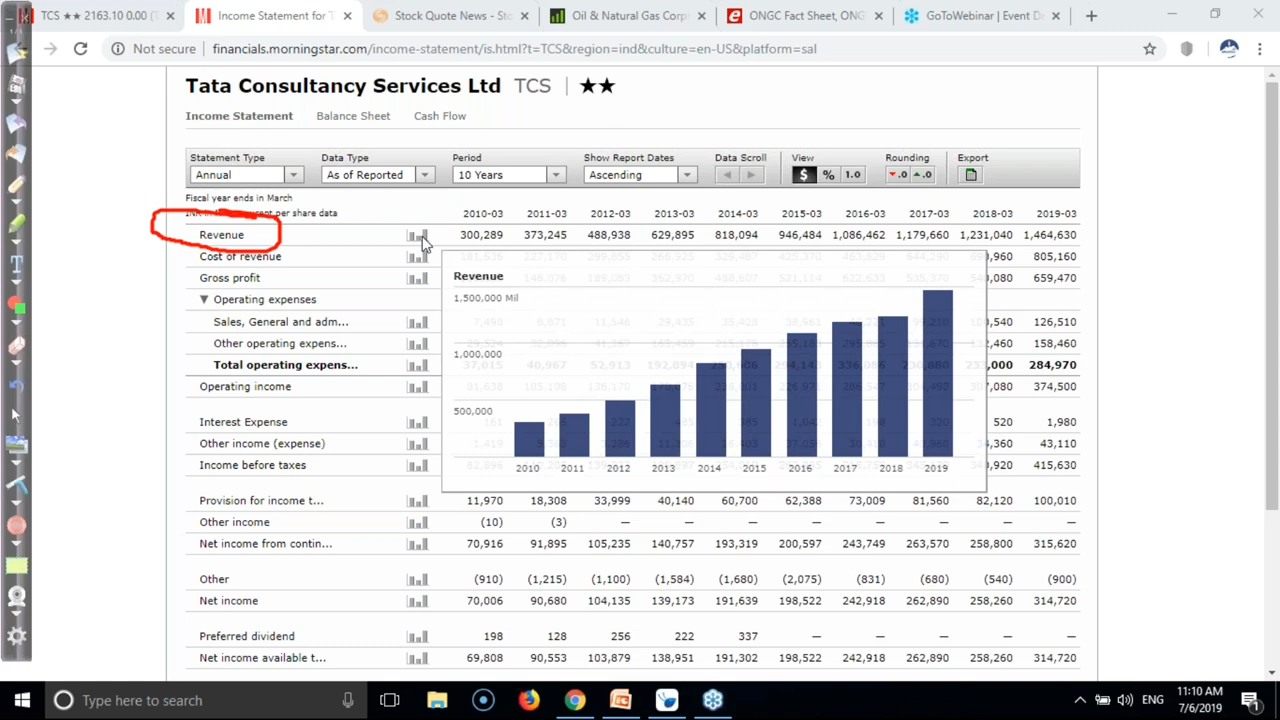 TCS ★★ 2163.10 0.00 (
Income Statement for T
Stock Quote News - St
Oil & Natural Gas Corp
ONGC Fact Sheet, ONG
GoToWebinar | Event D
Not secure | financials.morningstar.com/income-statement/is.html?t=TCS&region=ind&culture=en-US&platform=sal
1/1
Tata Consultancy Services Ltd TCS | ★★
Income Statement Balance Sheet Cash Flow
Statement Type Data Type Period Show Report Dates Data Scroll View Rounding Export
Annual As of Reported 10 Years Ascending $ % 1.0 .0 .0
Fiscal year ends in March
per share data 2010-03 2011-03 2012-03 2013-03 2014-03 2015-03 2016-03 2017-03 2018-03 2019-03
Revenue 300,289 373,245 488,938 629,895 818,094 946,484 1,086,462 1,179,660 1,231,040 1,464,630
Cost of revenue 805,160
Gross profit 659,470
Operating expenses
Sales, General and adm... 126,510
Other operating expens... 158,460
Total operating expens... 284,970
Operating income 374,500
Interest Expense 520 1,980
Other income (expense) 43,110
Income before taxes 415,630
Revenue
1,500,000 Mil
1,000,000
500,000
2010 2011 2012 2013 2014 2015 2016 2017 2018 2019
Provision for income t... 11,970 18,308 33,999 40,140 60,700 62,388 73,009 81,560 82,120 100,010
Other income (10) (3) — — — — — — — —
Net income from contin... 70,916 91,895 105,235 140,757 193,319 200,597 243,749 263,570 258,800 315,620
Other (910) (1,215) (1,100) (1,584) (1,680) (2,075) (831) (680) (540) (900)
Net income 70,006 90,680 104,135 139,173 191,639 198,522 242,918 262,890 258,260 314,720
Preferred dividend 198 128 256 222 337 — — — — —
Net income available t... 69,808 90,553 103,879 138,951 191,302 198,522 242,918 262,890 258,260 314,720
Type here to search
ENG
11:10 AM
7/6/2019
1